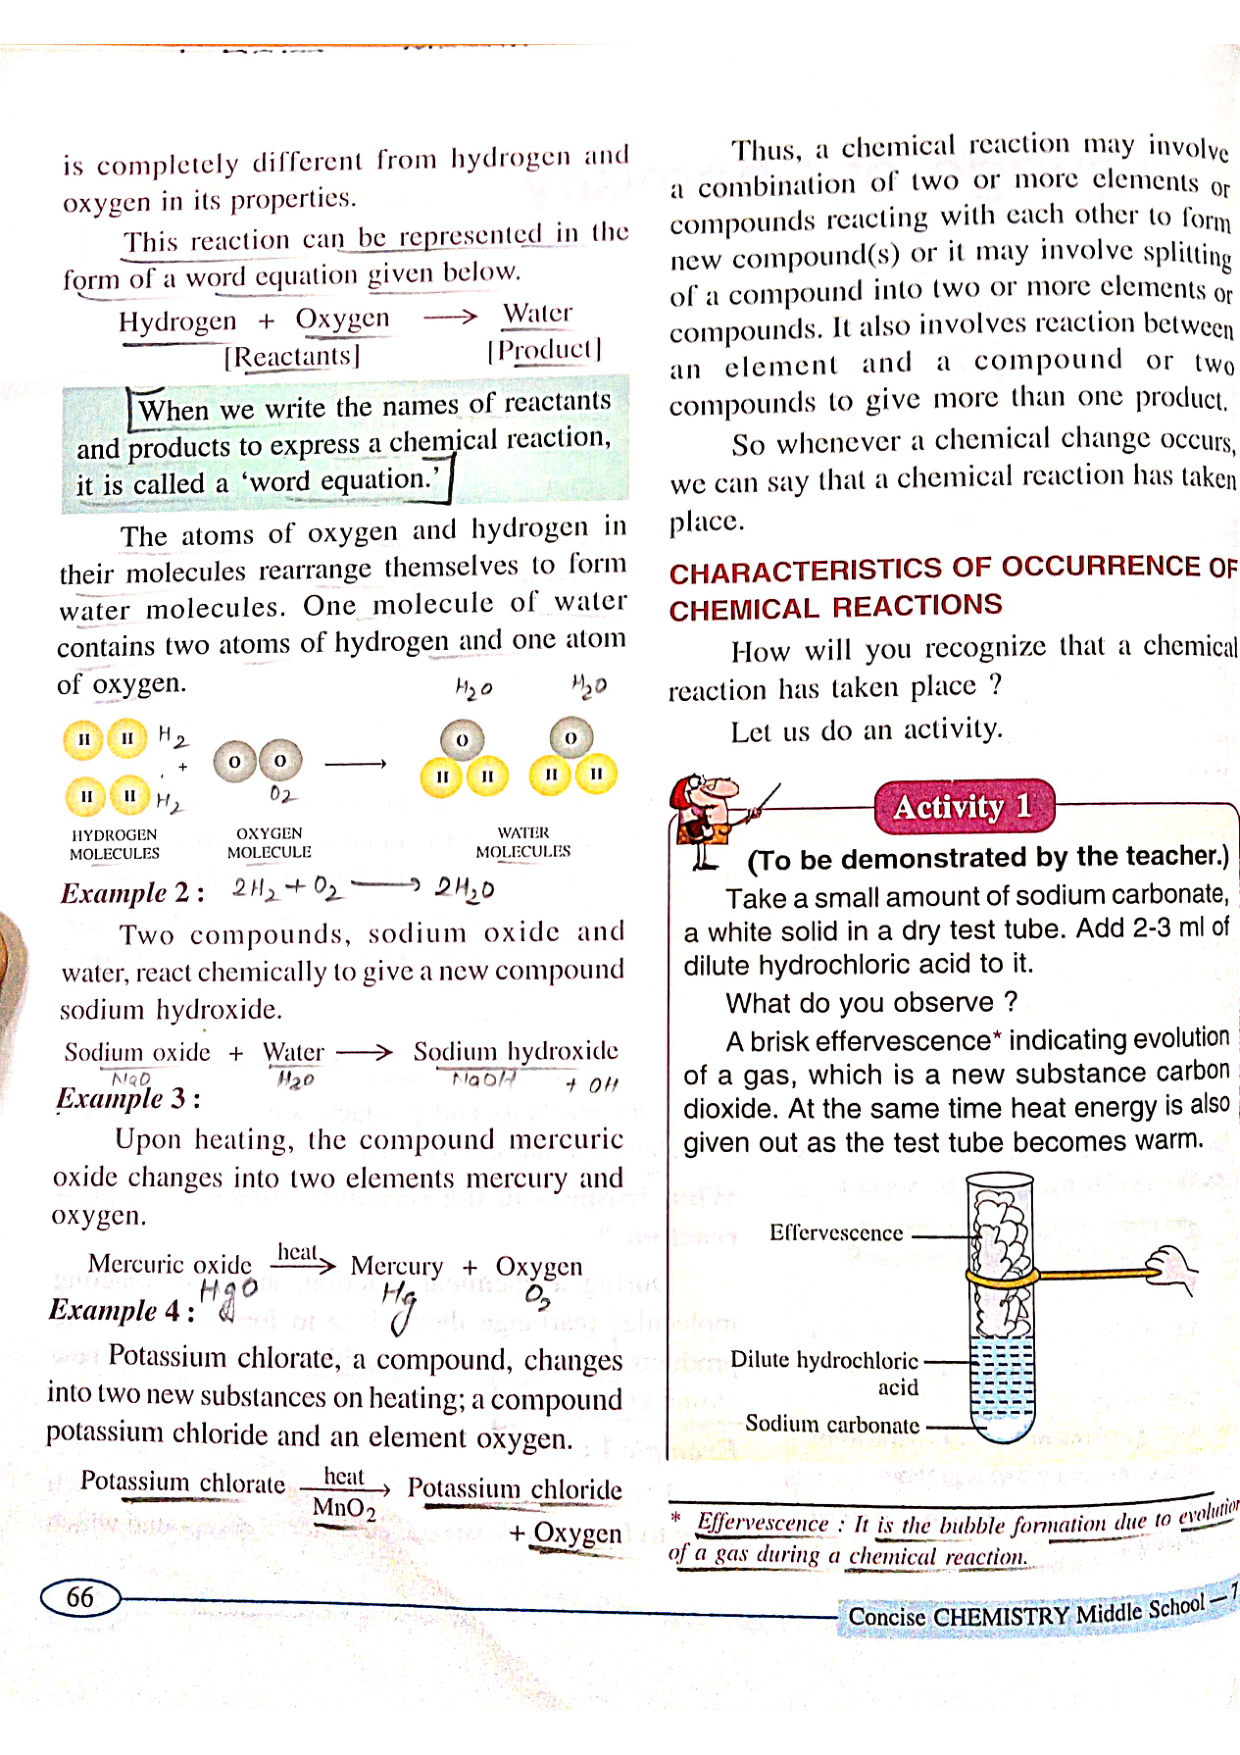 is completely different from hydrogen and
oxygen in its properties.
This reaction can be represented in the
form of a word equation given below.
Hydrogen + Oxygen → Water
[Reactants] [Product]
When we write the names of reactants
and products to express a chemical reaction,
it is called a ‘word equation.’
The atoms of oxygen and hydrogen in
their molecules rearrange themselves to form
water molecules. One molecule of water
contains two atoms of hydrogen and one atom
of oxygen.
H₂O H₂O
H H H₂ O O → O O
+
H H H₂ O₂ H H H H
HYDROGEN MOLECULES
OXYGEN MOLECULE
WATER MOLECULES
Example 2 : 2H₂ + O₂ → 2H₂O
Two compounds, sodium oxide and
water, react chemically to give a new compound
sodium hydroxide.
Sodium oxide + Water → Sodium hydroxide
NaO H₂O NaOH + OH
Example 3 :
Upon heating, the compound mercuric
oxide changes into two elements mercury and
oxygen.
Mercuric oxide heat→ Mercury + Oxygen
HgO Hg O₂
Example 4 :
Potassium chlorate, a compound, changes
into two new substances on heating; a compound
potassium chloride and an element oxygen.
Potassium chlorate heat→ Potassium chloride
MnO₂
+ Oxygen
66
Thus, a chemical reaction may involve
a combination of two or more elements or
compounds reacting with each other to form
new compound(s) or it may involve splitting
of a compound into two or more elements or
compounds. It also involves reaction between
an element and a compound or two
compounds to give more than one product.
So whenever a chemical change occurs,
we can say that a chemical reaction has taken
place.
CHARACTERISTICS OF OCCURRENCE OF
CHEMICAL REACTIONS
How will you recognize that a chemical
reaction has taken place ?
Let us do an activity.
Activity 1
(To be demonstrated by the teacher.)
Take a small amount of sodium carbonate,
a white solid in a dry test tube. Add 2-3 ml of
dilute hydrochloric acid to it.
What do you observe ?
A brisk effervescence* indicating evolution
of a gas, which is a new substance carbon
dioxide. At the same time heat energy is also
given out as the test tube becomes warm.
Effervescence
Dilute hydrochloric
acid
Sodium carbonate
* Effervescence : It is the bubble formation due to evolution
of a gas during a chemical reaction.
Concise CHEMISTRY Middle School – 7